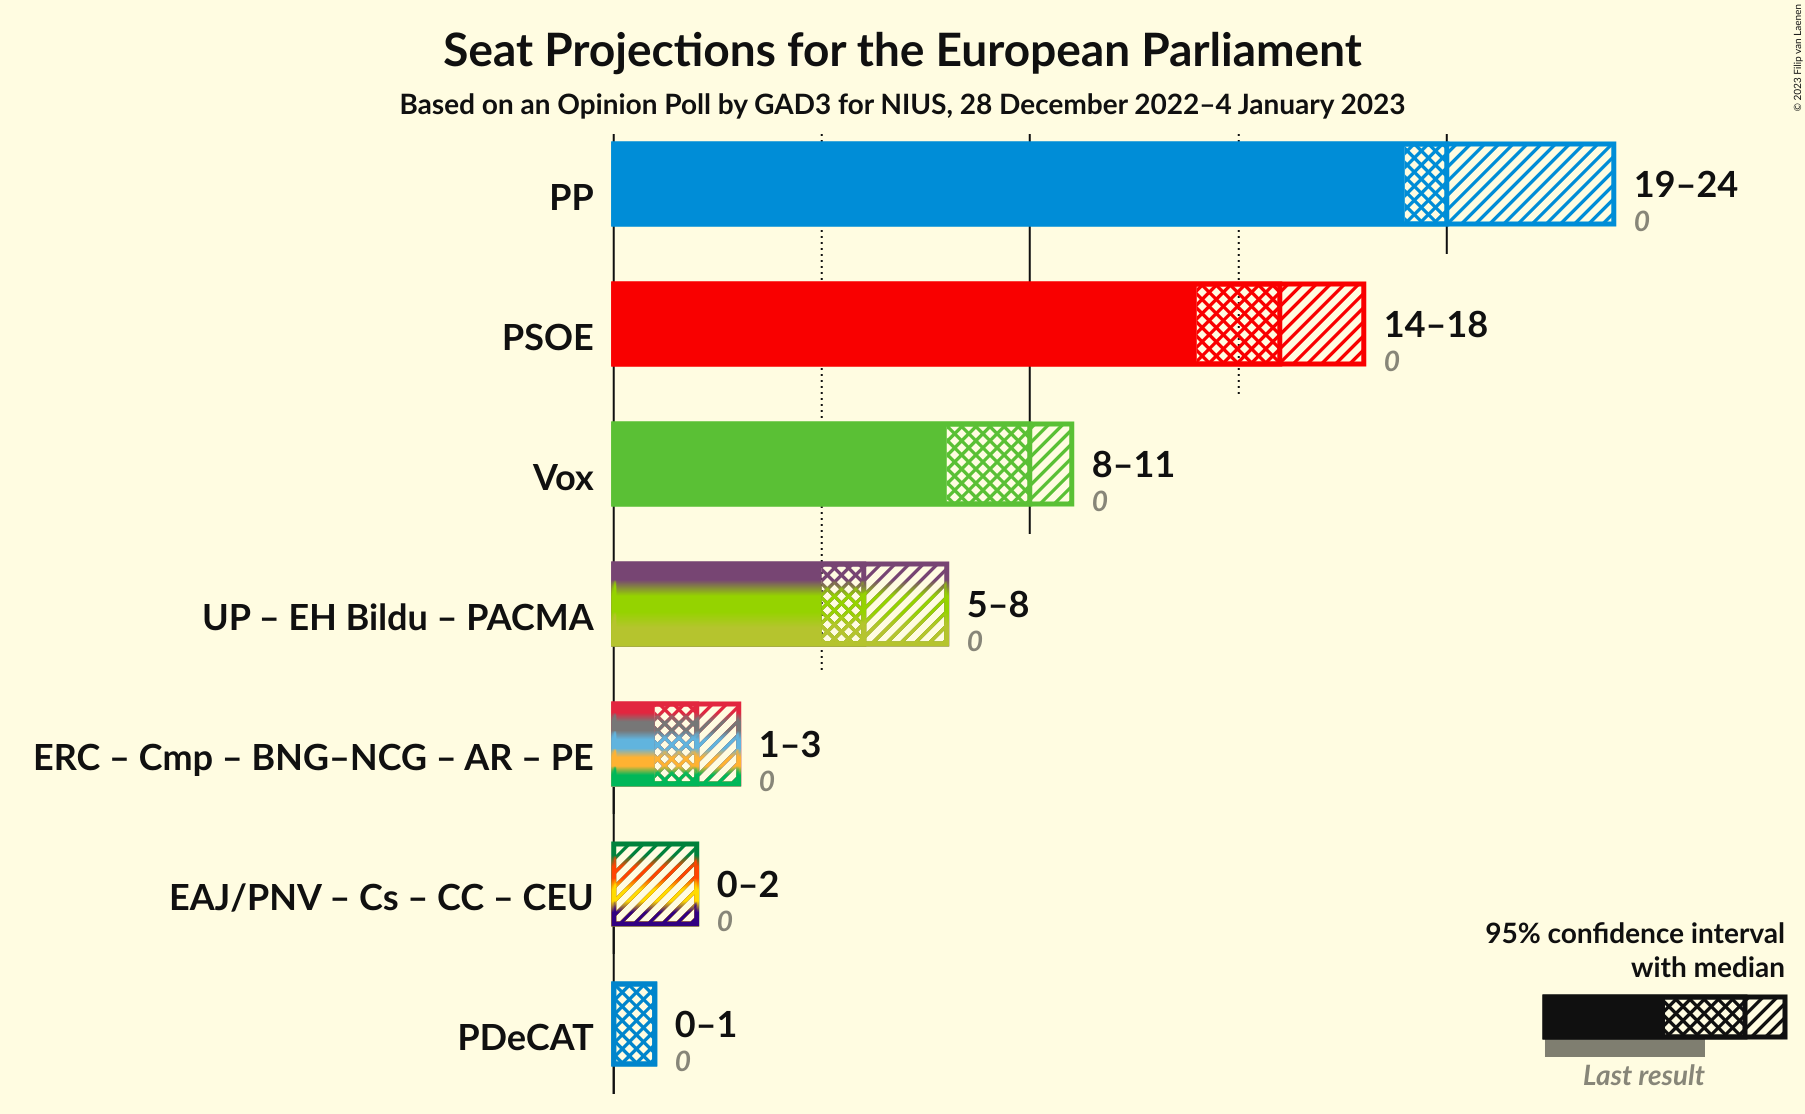 Seat Projections for the European Parliament
Based on an Opinion Poll by GAD3 for NIUS, 28 December 2022–4 January 2023
© 2023 Filip van Laenen
PP
19–24
0
PSOE
14–18
0
Vox
8–11
0
UP – EH Bildu – PACMA
5–8
0
ERC – Cmp – BNG–NCG – AR – PE
1–3
0
EAJ/PNV – Cs – CC – CEU
0–2
0
PDeCAT
0–1
0
95% confidence interval
with median
Last result